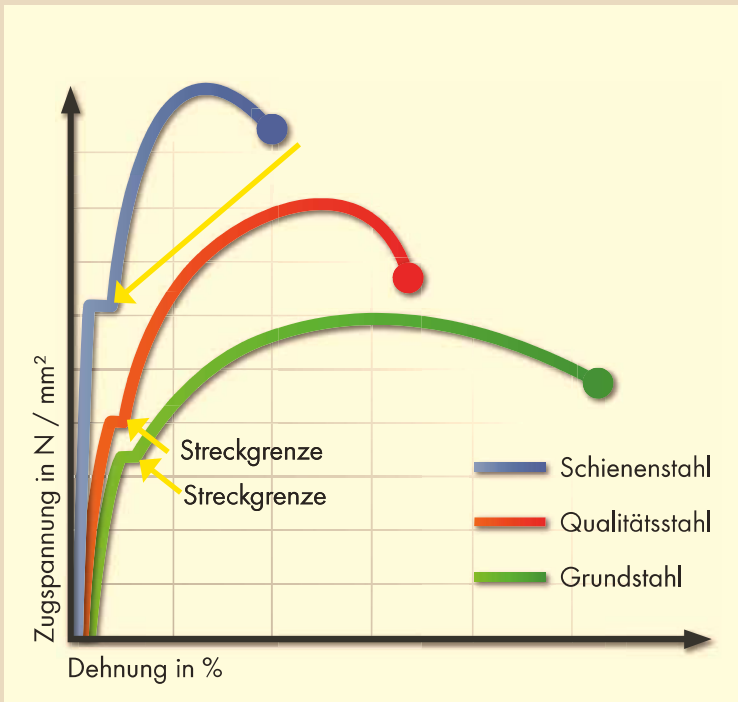 Zugspannung in N / mm²
Streckgrenze
Streckgrenze
Schienenstahl
Qualitätsstahl
Grundstahl
Dehnung in %